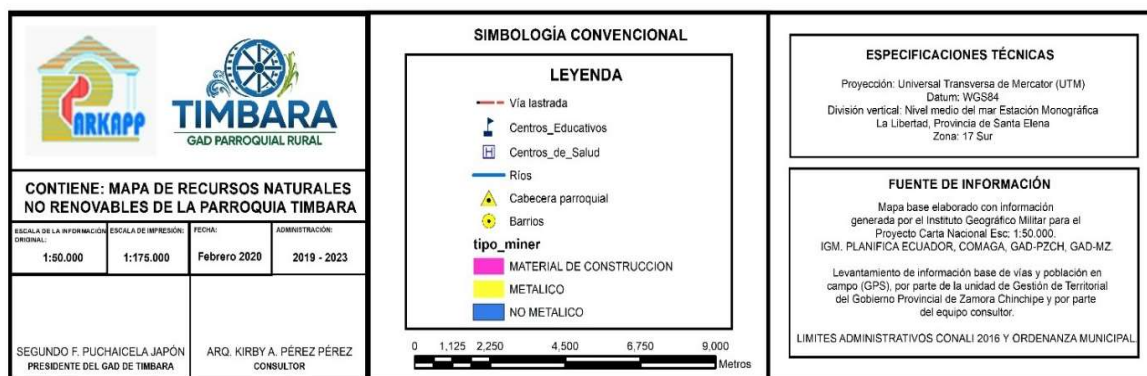 PARKAPP
TIMBARA
GAD PARROQUIAL RURAL
CONTIENE: MAPA DE RECURSOS NATURALES
NO RENOVABLES DE LA PARROQUIA TIMBARA
ESCALA DE LA INFORMACIÓN
ORIGINAL:
1:50.000
ESCALA DE IMPRESIÓN:
1:175.000
FECHA:
Febrero 2020
ADMINISTRACIÓN:
2019 - 2023
SEGUNDO F. PUCHAICELA JAPÓN
PRESIDENTE DEL GAD DE TIMBARA
ARQ. KIRBY A. PÉREZ PÉREZ
CONSULTOR
SIMBOLOGÍA CONVENCIONAL
LEYENDA
Vía lastrada
Centros_Educativos
H Centros_de_Salud
Ríos
Cabecera parroquial
Barrios
tipo_miner
MATERIAL DE CONSTRUCCION
METALICO
NO METALICO
0 1,125 2,250 4,500 6,750 9,000
Metros
ESPECIFICACIONES TÉCNICAS
Proyección: Universal Transversa de Mercator (UTM)
Datum: WGS84
División vertical: Nivel medio del mar Estación Monográfica
La Libertad, Provincia de Santa Elena
Zona: 17 Sur
FUENTE DE INFORMACIÓN
Mapa base elaborado con información
generada por el Instituto Geográfico Militar para el
Proyecto Carta Nacional Esc: 1:50.000.
IGM. PLANIFICA ECUADOR, COMAGA, GAD-PZCH, GAD-MZ.
Levantamiento de información base de vías y población en
campo (GPS), por parte de la unidad de Gestión de Territorial
del Gobierno Provincial de Zamora Chinchipe y por parte
del equipo consultor.
LIMITES ADMINISTRATIVOS CONALI 2016 Y ORDENANZA MUNICIPAL